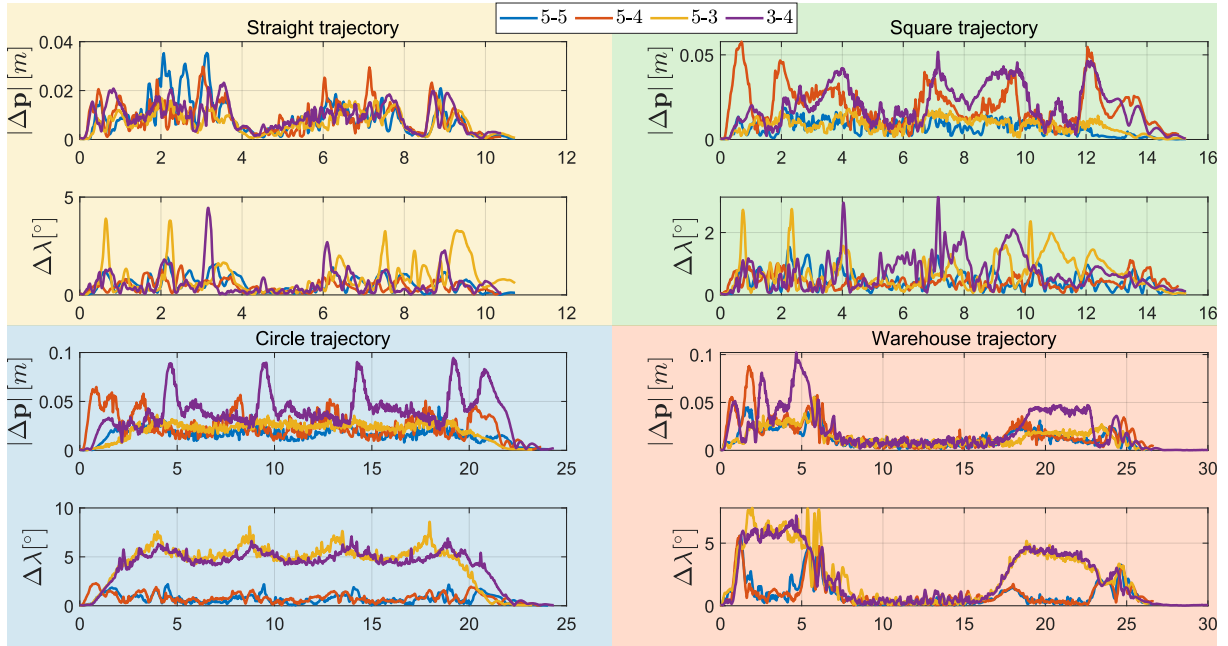 5-5 5-4 5-3 3-4
Straight trajectory
|Δp| [m]
0.04
0.02
0
0 2 4 6 8 10 12
Δλ[°]
5
0
0 2 4 6 8 10 12
Square trajectory
|Δp| [m]
0.05
0
0 2 4 6 8 10 12 14 16
Δλ[°]
2
0
0 2 4 6 8 10 12 14 16
Circle trajectory
|Δp| [m]
0.1
0.05
0
0 5 10 15 20 25
Δλ[°]
10
5
0
0 5 10 15 20 25
Warehouse trajectory
|Δp| [m]
0.1
0.05
0
0 5 10 15 20 25 30
Δλ[°]
5
0
0 5 10 15 20 25 30